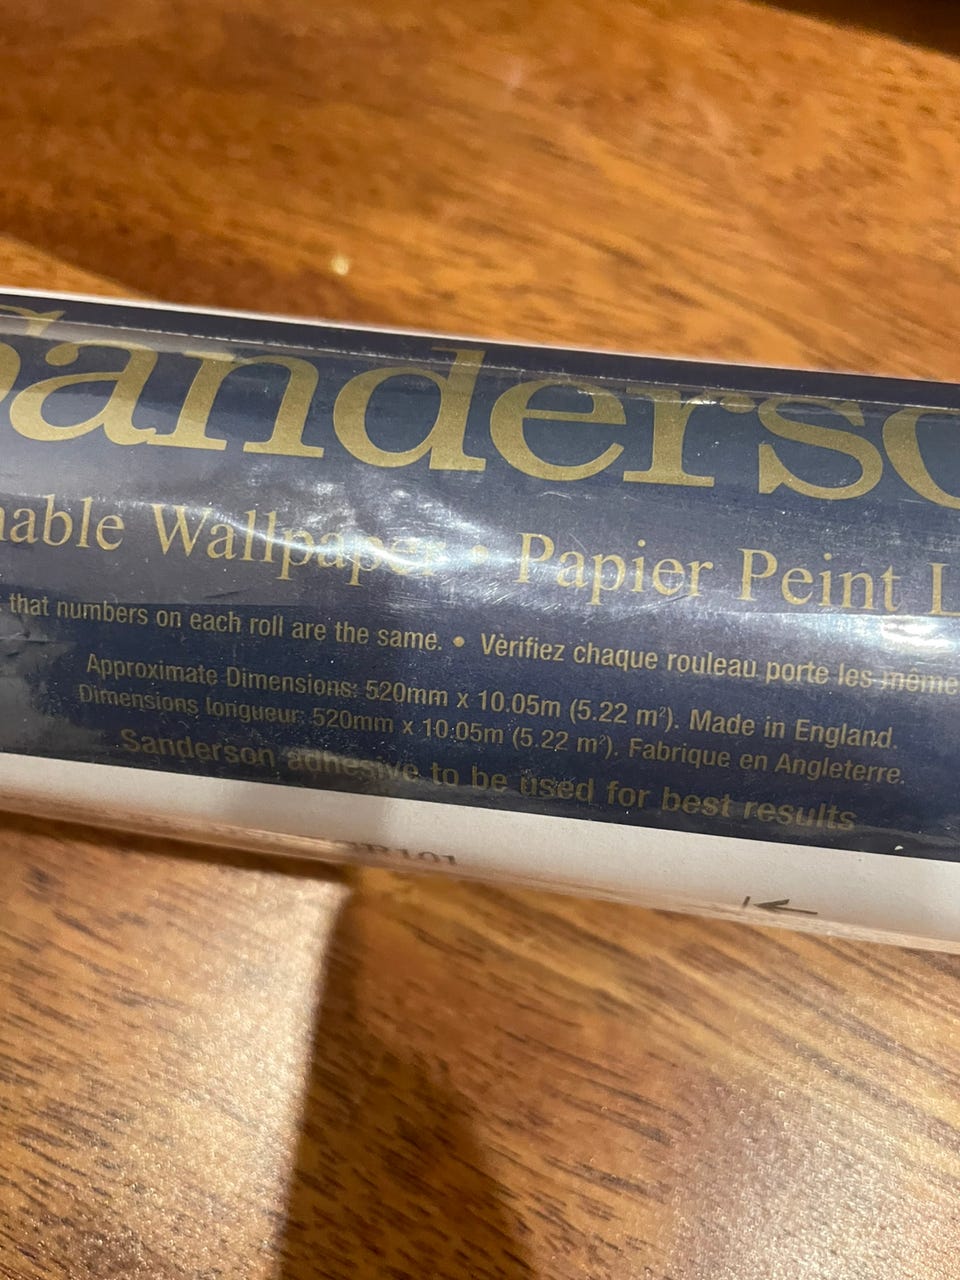 Sanderso
nable Wallpaper • Papier Peint L
that numbers on each roll are the same. • Vèrifiez chaque rouleau porte les même
Approximate Dimensions: 520mm x 10.05m (5.22 m²). Made in England.
Dimensions longueur: 520mm x 10.05m (5.22 m²). Fabrique en Angleterre.
Sanderson adhesive to be used for best results